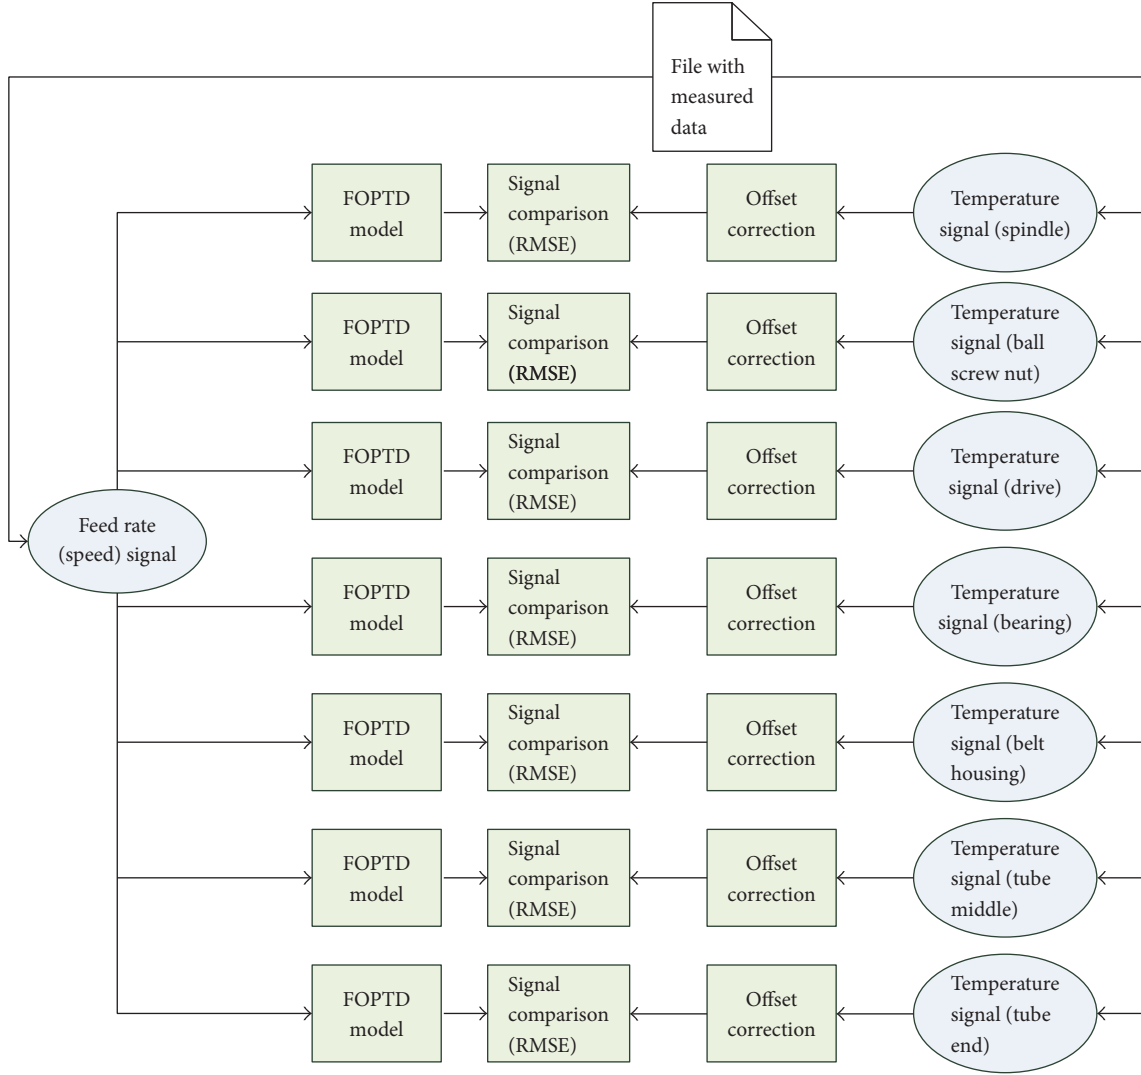 File with
measured
data
FOPTD
model
Signal
comparison
(RMSE)
Offset
correction
Temperature
signal (spindle)
FOPTD
model
Signal
comparison
(RMSE)
Offset
correction
Temperature
signal (ball
screw nut)
FOPTD
model
Signal
comparison
(RMSE)
Offset
correction
Temperature
signal (drive)
Feed rate
(speed) signal
FOPTD
model
Signal
comparison
(RMSE)
Offset
correction
Temperature
signal (bearing)
FOPTD
model
Signal
comparison
(RMSE)
Offset
correction
Temperature
signal (belt
housing)
FOPTD
model
Signal
comparison
(RMSE)
Offset
correction
Temperature
signal (tube
middle)
FOPTD
model
Signal
comparison
(RMSE)
Offset
correction
Temperature
signal (tube
end)